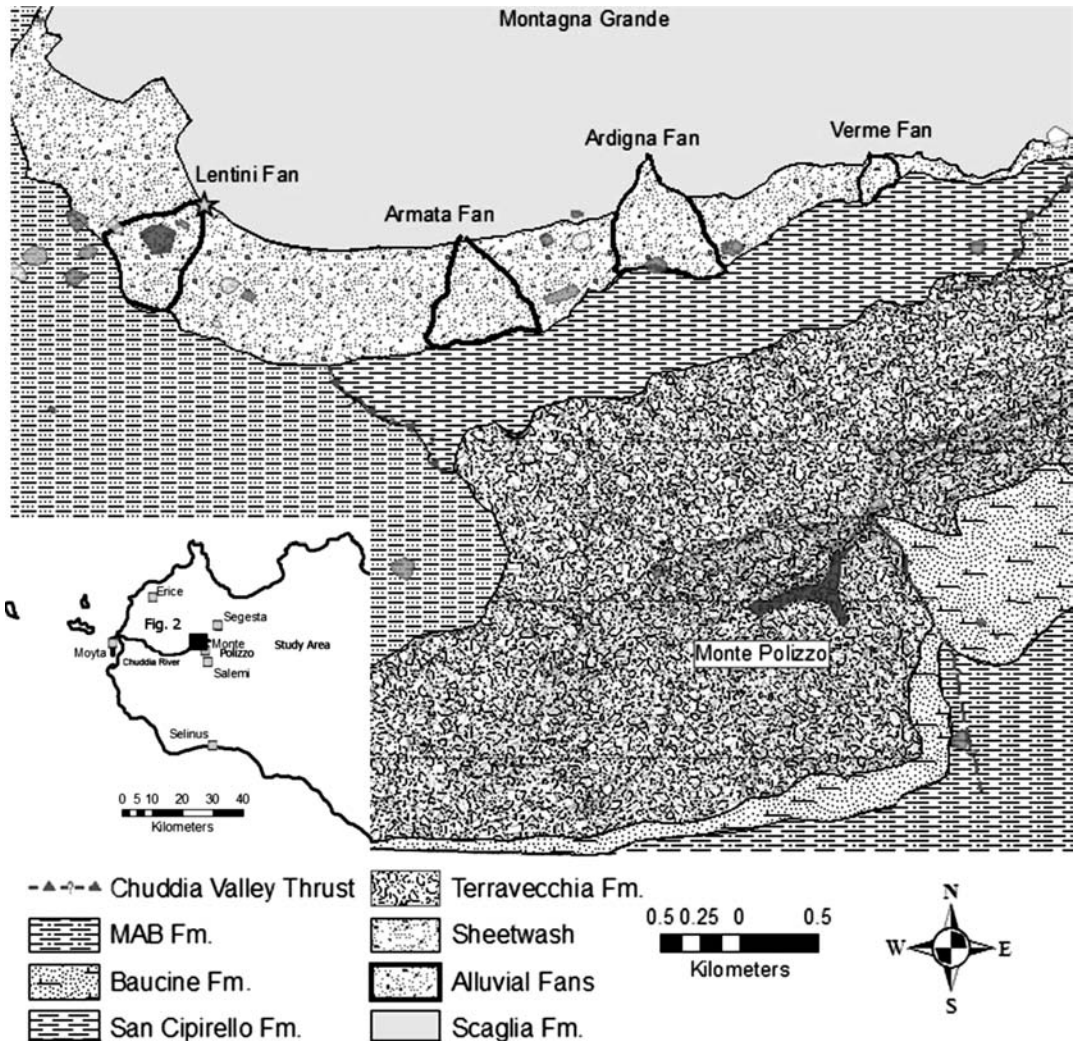 Montagna Grande
Ardigna Fan
Verme Fan
Lentini Fan
Armata Fan
Erice
Fig. 2
Segesta
Moyta
Monte
Study Area
Chuddia River
Polizzo
Salemi
Monte Polizzo
Selinus
0 5 10 20 30 40
Kilometers
Chuddia Valley Thrust
Terravecchia Fm.
MAB Fm.
Sheetwash
Baucine Fm.
Alluvial Fans
San Cipirello Fm.
Scaglia Fm.
0.5 0.25 0 0.5
Kilometers
N
W
E
S